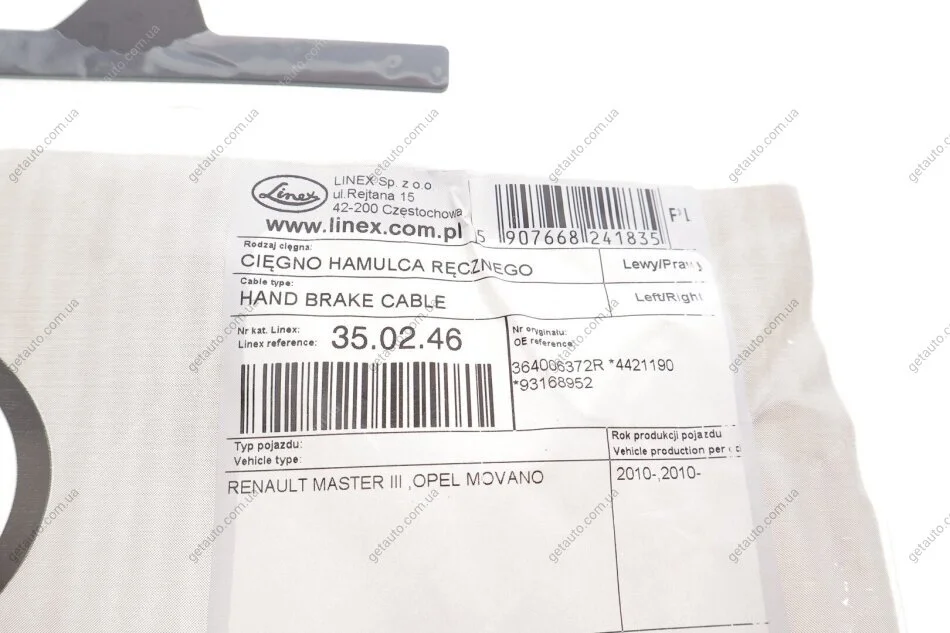 Linex
LINEX Sp. z o.o
ul.Rejtana 15
42-200 Częstochowa
www.linex.com.pl
5 907668 241835
PL
Rodzaj cięgna:
CIĘGNO HAMULCA RĘCZNEGO
Lewy/Prawy
Cable type:
HAND BRAKE CABLE
Left/Right
Nr kat. Linex:
Linex reference: 35.02.46
Nr oryginału:
OE reference:
364006372R *4421190
*93168952
Typ pojazdu:
Vehicle type:
Rok produkcji pojazdu
Vehicle production per
RENAULT MASTER III ,OPEL MOVANO
2010-,2010-
getauto.com.ua